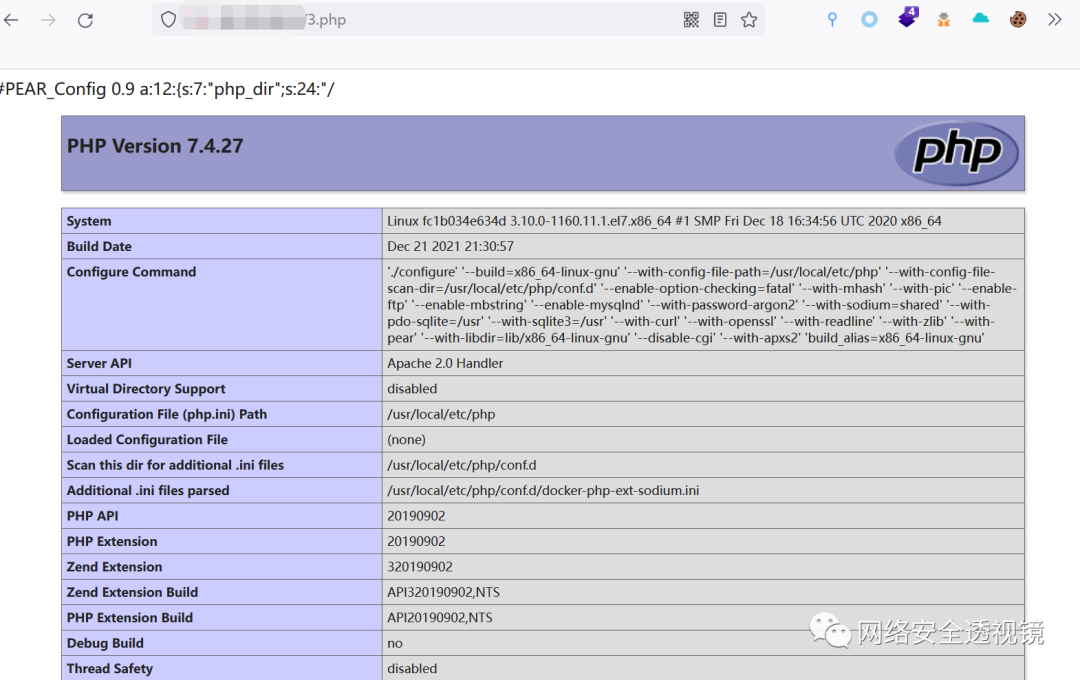 /3.php
4
#PEAR_Config 0.9 a:12:{s:7:"php_dir";s:24:"/
PHP Version 7.4.27
php
System Linux fc1b034e634d 3.10.0-1160.11.1.el7.x86_64 #1 SMP Fri Dec 18 16:34:56 UTC 2020 x86_64
Build Date Dec 21 2021 21:30:57
Configure Command './configure' '--build=x86_64-linux-gnu' '--with-config-file-path=/usr/local/etc/php' '--with-config-file-
scan-dir=/usr/local/etc/php/conf.d' '--enable-option-checking=fatal' '--with-mhash' '--with-pic' '--enable-
ftp' '--enable-mbstring' '--enable-mysqlnd' '--with-password-argon2' '--with-sodium=shared' '--with-
pdo-sqlite=/usr' '--with-sqlite3=/usr' '--with-curl' '--with-openssl' '--with-readline' '--with-zlib' '--with-
pear' '--with-libdir=lib/x86_64-linux-gnu' '--disable-cgi' '--with-apxs2' 'build_alias=x86_64-linux-gnu'
Server API Apache 2.0 Handler
Virtual Directory Support disabled
Configuration File (php.ini) Path /usr/local/etc/php
Loaded Configuration File (none)
Scan this dir for additional .ini files /usr/local/etc/php/conf.d
Additional .ini files parsed /usr/local/etc/php/conf.d/docker-php-ext-sodium.ini
PHP API 20190902
PHP Extension 20190902
Zend Extension 320190902
Zend Extension Build API320190902,NTS
PHP Extension Build API20190902,NTS
Debug Build no
Thread Safety disabled
网络安全透视镜